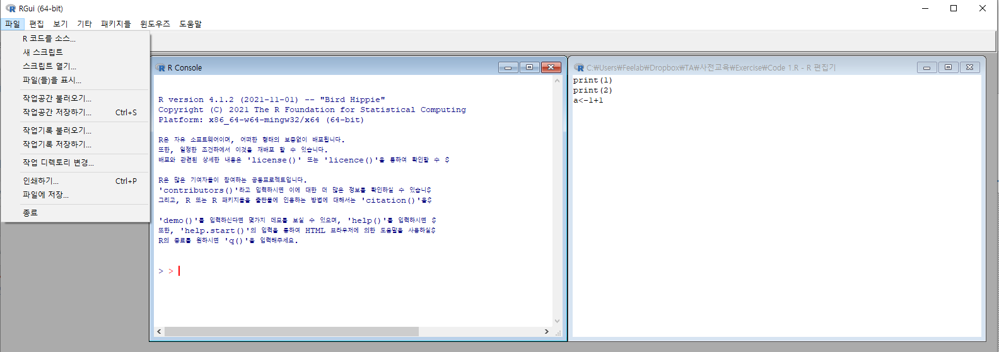 RGui (64-bit)
파일 편집 보기 기타 패키지들 윈도우즈 도움말
R 코드를 소스...
새 스크립트
스크립트 열기...
파일(들)을 표시...
작업공간 불러오기...
작업공간 저장하기... Ctrl+S
작업기록 불러오기...
작업기록 저장하기...
작업 디렉토리 변경...
인쇄하기... Ctrl+P
파일에 저장...
종료
R Console
R version 4.1.2 (2021-11-01) -- "Bird Hippie"
Copyright (C) 2021 The R Foundation for Statistical Computing
Platform: x86_64-w64-mingw32/x64 (64-bit)
R은 자유 소프트웨어이며, 어떠한 형태의 보증없이 배포됩니다.
또한, 일정한 조건하에서 이것을 재배포 할 수 있습니다.
배포와 관련된 상세한 내용은 'license()' 또는 'licence()'을 통하여 확인할 수 $
R은 많은 기여자들이 참여하는 공동프로젝트입니다.
'contributors()'라고 입력하시면 이에 대한 더 많은 정보를 확인하실 수 있습니$
그리고, R 또는 R 패키지들을 출판물에 인용하는 방법에 대해서는 'citation()'을$
'demo()'를 입력하신다면 몇가지 데모를 보실 수 있으며, 'help()'를 입력하시면 $
또한, 'help.start()'의 입력을 통하여 HTML 브라우저에 의한 도움말을 사용하실$
R의 종료를 원하시면 'q()'을 입력해주세요.
> >
C:₩Users₩Feelab₩Dropbox₩TA₩사전교육₩Exercise₩Code 1.R - R 편집기
print(1)
print(2)
a<-1+1